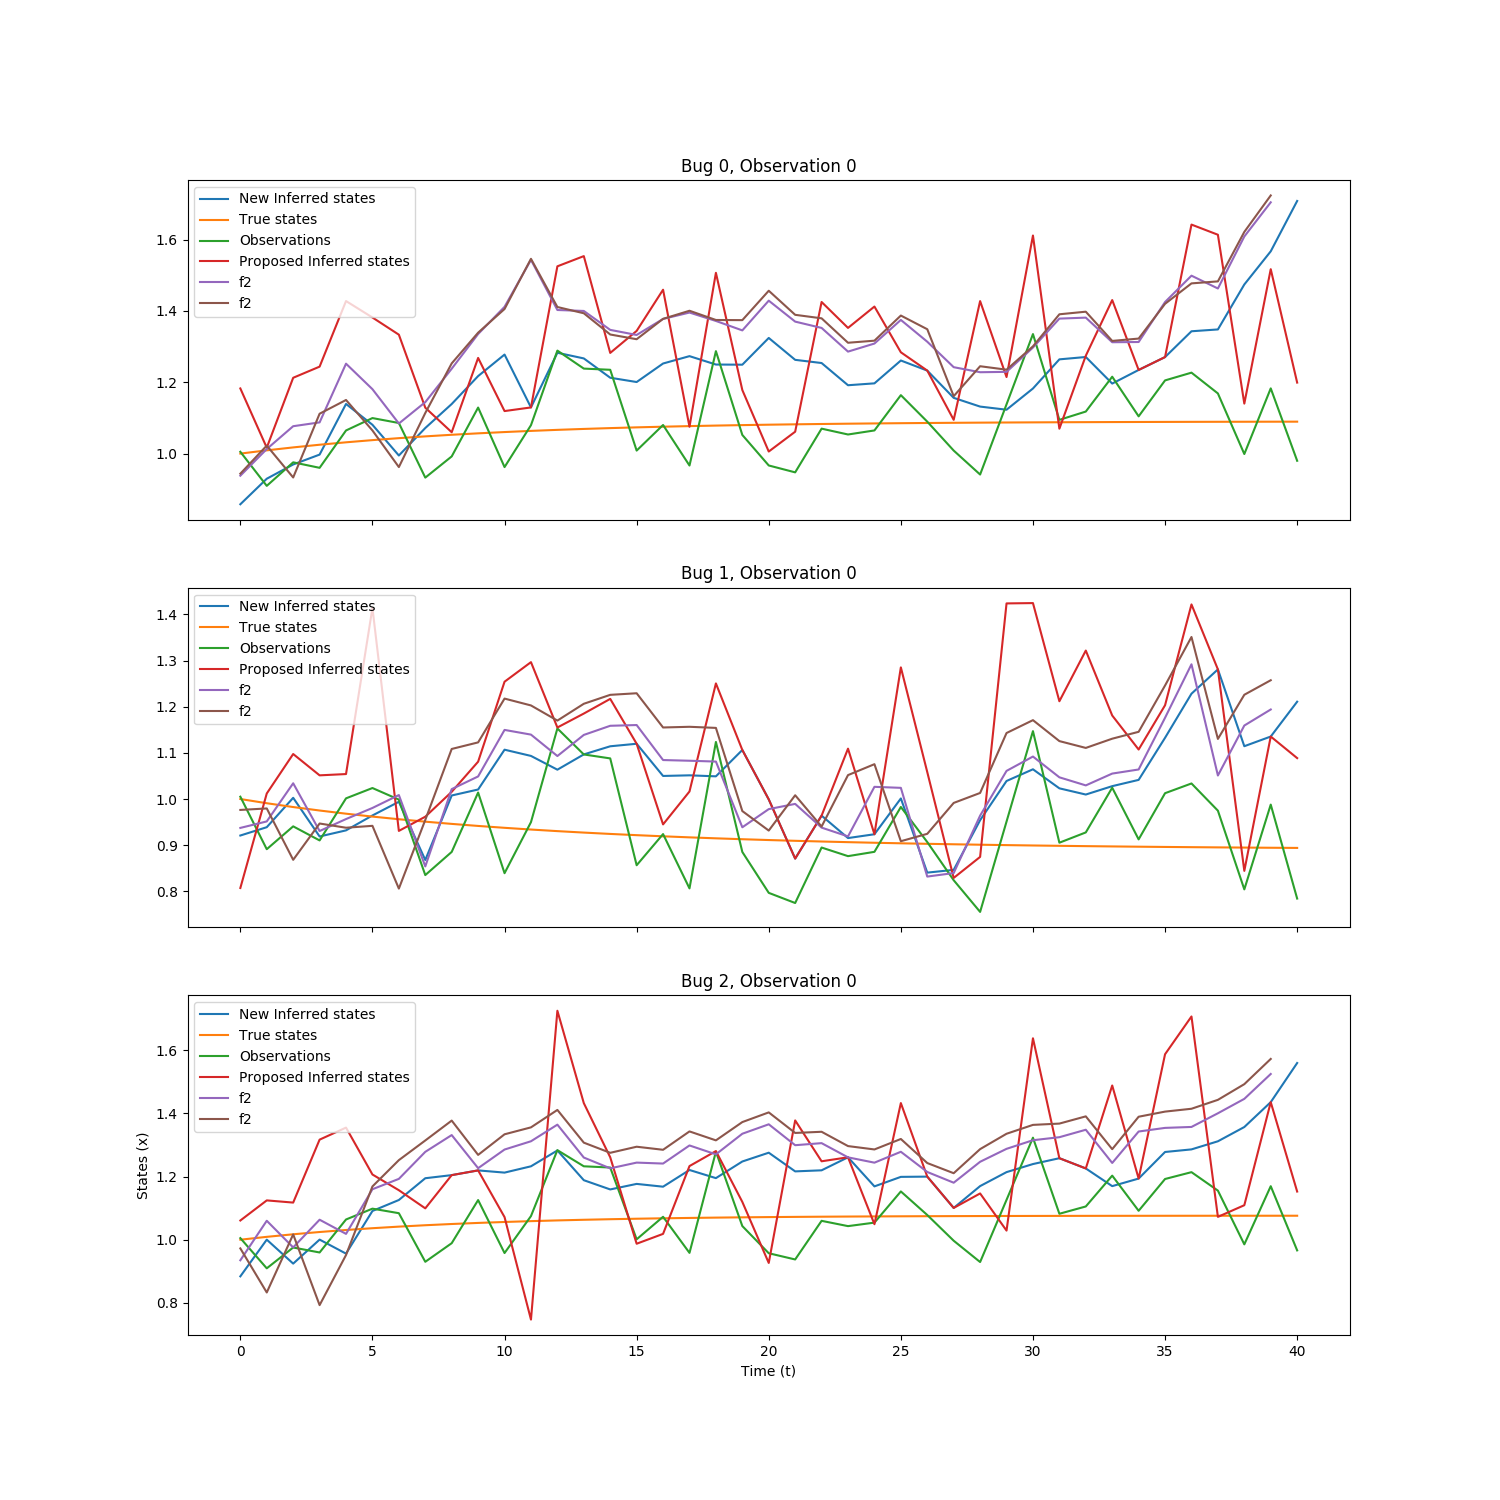 Bug 0, Observation 0
New Inferred states
True states
Observations
Proposed Inferred states
f2
f2
1.6
1.4
1.2
1.0
Bug 1, Observation 0
New Inferred states
True states
Observations
Proposed Inferred states
f2
f2
1.4
1.3
1.2
1.1
1.0
0.9
0.8
Bug 2, Observation 0
New Inferred states
True states
Observations
Proposed Inferred states
f2
f2
States (x)
1.6
1.4
1.2
1.0
0.8
0 5 10 15 20 25 30 35 40
Time (t)